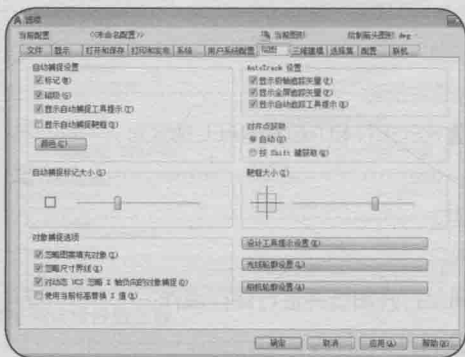 选项
当前配置 <<未命名配置>> 当前图形 绘制箭头图形.dwg
文件 显示 打开和保存 打印和发布 系统 用户系统配置 绘图 三维建模 选择集 配置 联机
自动捕捉设置
标记(M)
磁吸(G)
显示自动捕捉工具提示(T)
显示自动捕捉靶框(D)
颜色(C)
AutoTrack 设置
显示极轴追踪矢量(P)
显示全屏追踪矢量(F)
显示自动追踪工具提示(K)
对齐点获取
自动(U)
按 Shift 键获取(Q)
自动捕捉标记大小(S)
靶框大小(Z)
对象捕捉选项
忽略图案填充对象(I)
忽略尺寸界线(X)
对动态 UCS 忽略 Z 轴负向的对象捕捉(O)
使用当前标高替换 Z 值(R)
设计工具提示设置(E)
光线轮廓设置(L)
相机轮廓设置(A)
确定 取消 应用(A) 帮助(H)